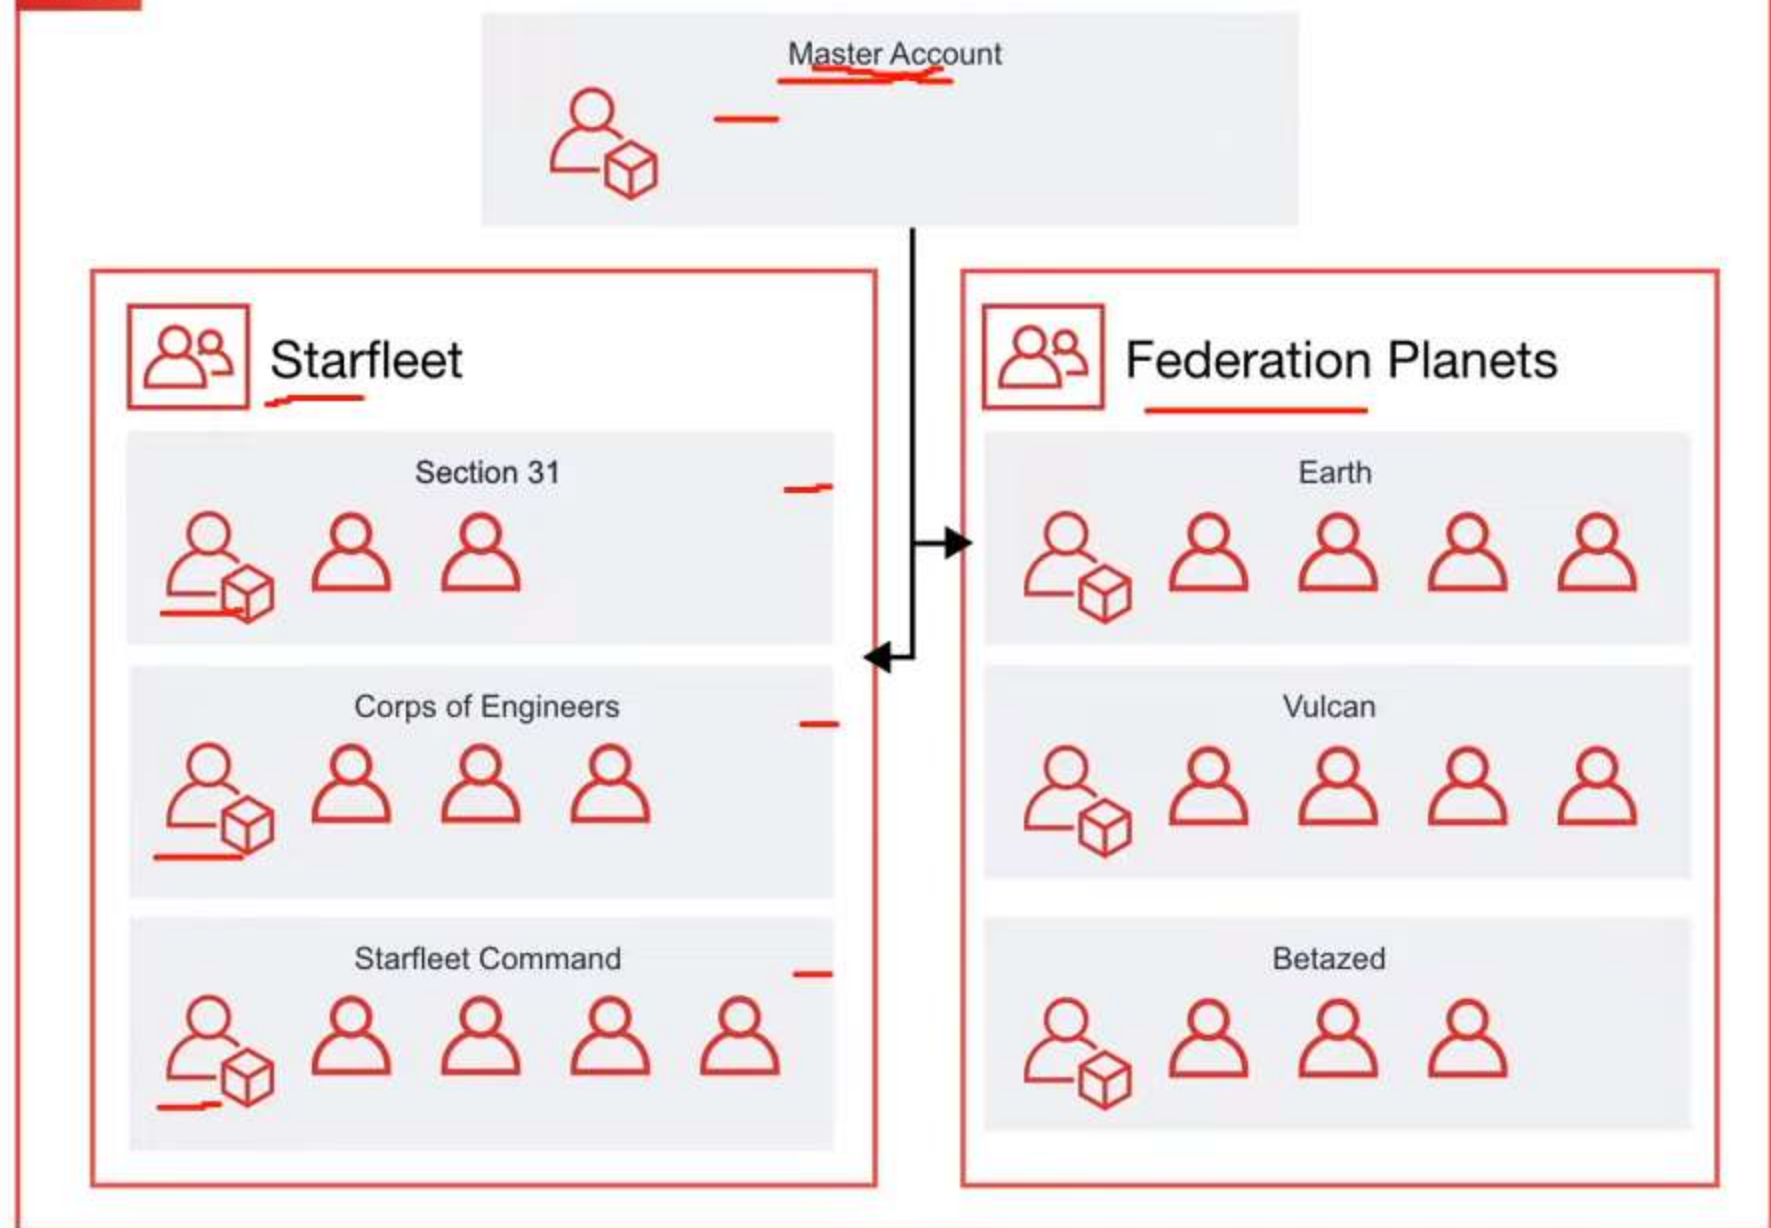 Master Account
Starfleet
Section 31
Corps of Engineers
Starfleet Command
Federation Planets
Earth
Vulcan
Betazed